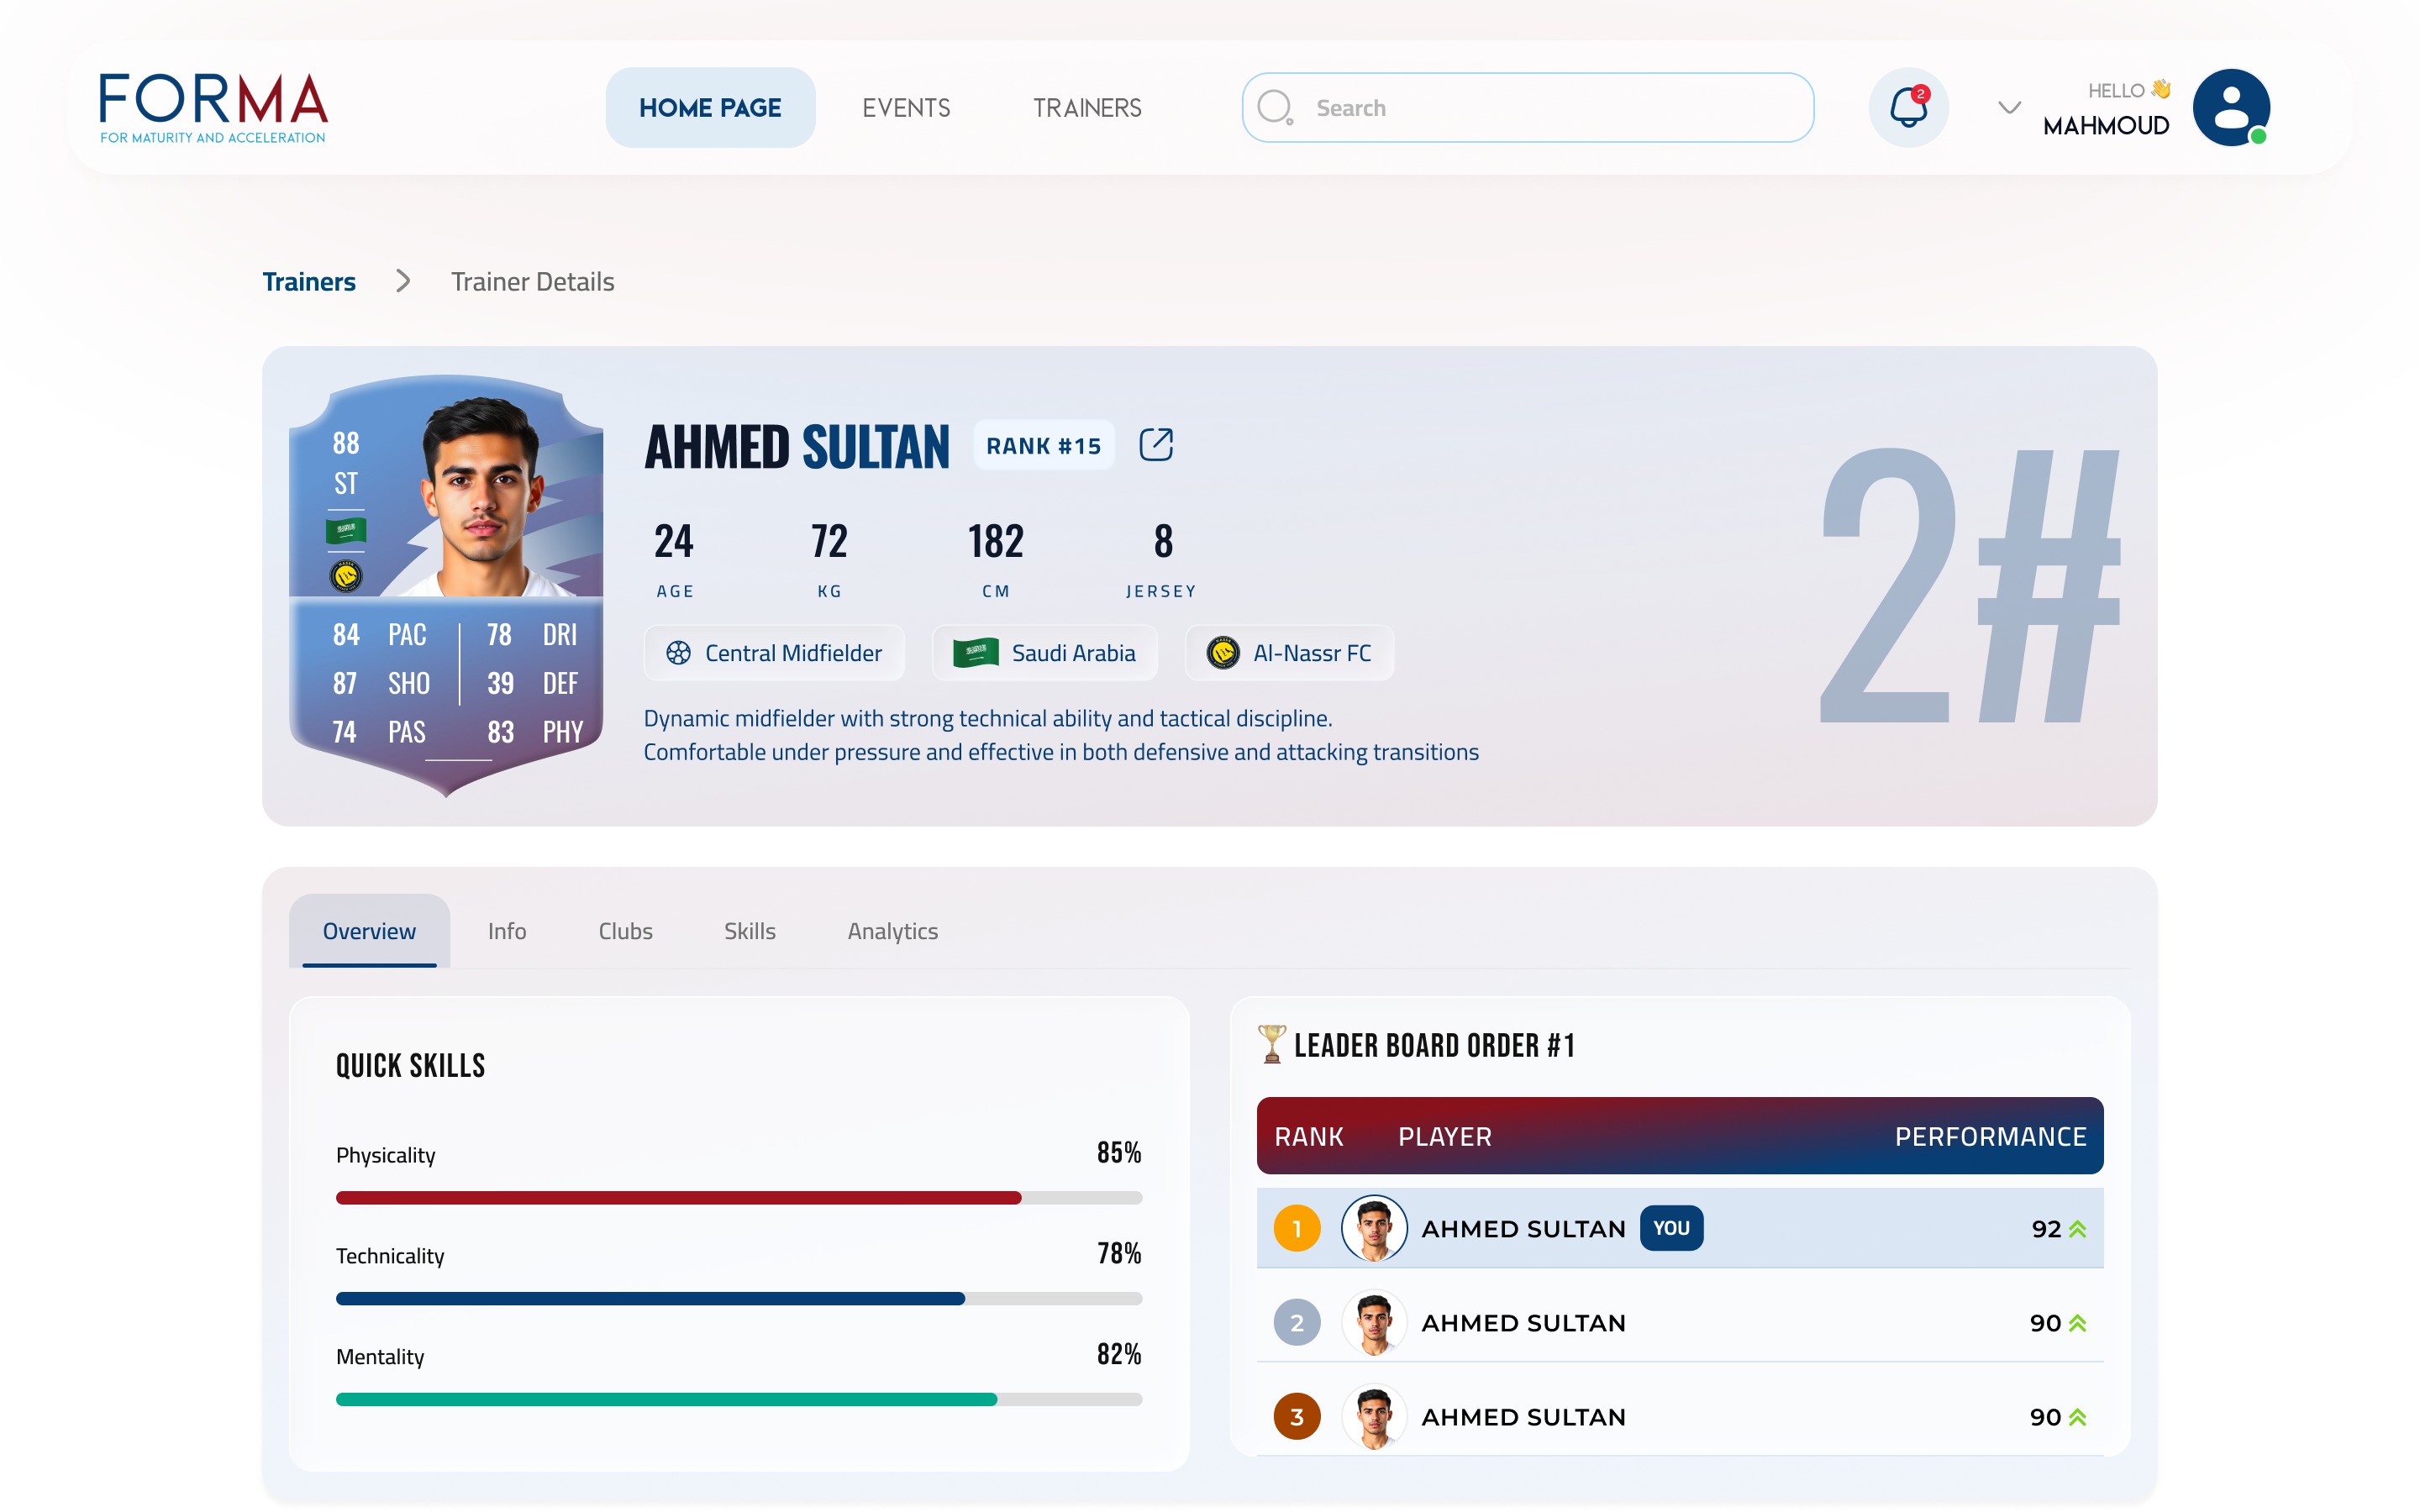 FORMA
FOR MATURITY AND ACCELERATION
HOME PAGE
EVENTS
TRAINERS
Search
2
HELLO 👋
MAHMOUD
Trainers
Trainer Details
88
ST
84 PAC 78 DRI
87 SHO 39 DEF
74 PAS 83 PHY
AHMED SULTAN
RANK #15
24 72 182 8
AGE KG CM JERSEY
Central Midfielder
Saudi Arabia
Al-Nassr FC
Dynamic midfielder with strong technical ability and tactical discipline.
Comfortable under pressure and effective in both defensive and attacking transitions
2#
Overview
Info
Clubs
Skills
Analytics
QUICK SKILLS
Physicality 85%
Technicality 78%
Mentality 82%
🏆 LEADER BOARD ORDER #1
RANK PLAYER PERFORMANCE
1 AHMED SULTAN YOU 92
2 AHMED SULTAN 90
3 AHMED SULTAN 90